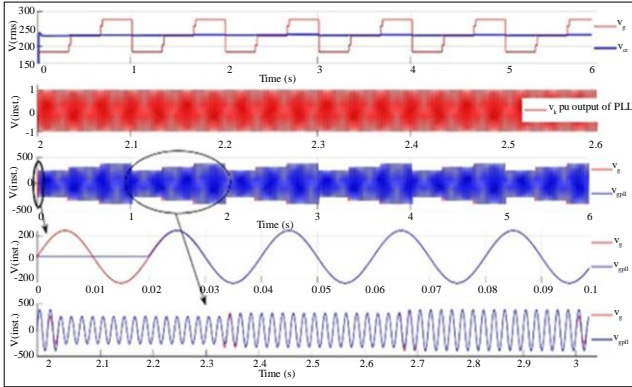 300
250
200
150
V(rms)
0 1 2 3 4 5 6
Time (s)
v_g
v_cr
1
0
-1
V(inst.)
v_k pu output of PLL
2 2.1 2.2 2.3 2.4 2.5 2.6
500
0
-500
V(inst.)
0 1 2 3 4 5 6
Time (s)
v_g
v_gpll
200
0
-200
V(inst.)
0 0.01 0.02 0.03 0.04 0.05 0.06 0.07 0.08 0.09 0.1
v_g
v_gpll
500
0
-500
V(inst.)
2 2.1 2.2 2.3 2.4 2.5 2.6 2.7 2.8 2.9 3
Time (s)
v_g
v_gpll